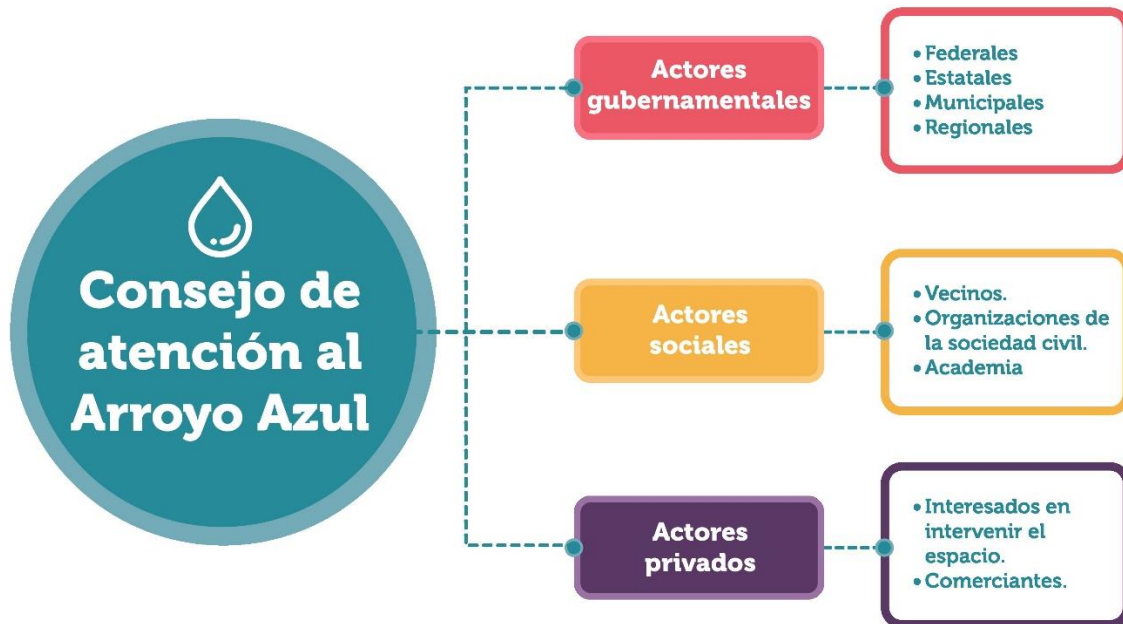 Consejo de
atención al
Arroyo Azul
Actores
gubernamentales
• Federales
• Estatales
• Municipales
• Regionales
Actores
sociales
• Vecinos.
• Organizaciones de
la sociedad civil.
• Academia
Actores
privados
• Interesados en
intervenir el
espacio.
• Comerciantes.